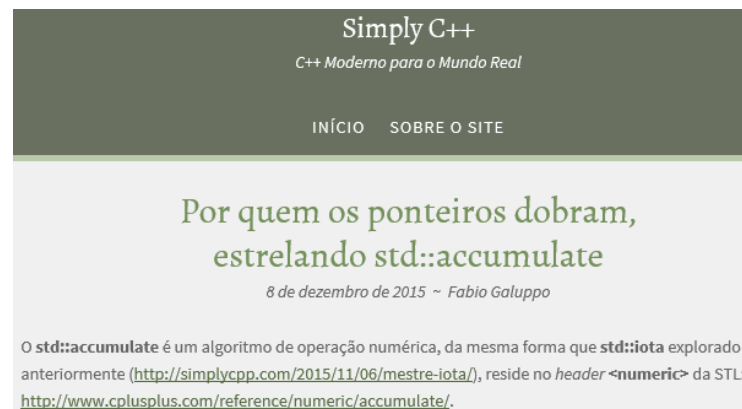 Simply C++
C++ Moderno para o Mundo Real
INÍCIO SOBRE O SITE
Por quem os ponteiros dobram,
estrelando std::accumulate
8 de dezembro de 2015 ~ Fabio Galuppo
O std::accumulate é um algoritmo de operação numérica, da mesma forma que std::iota explorado
anteriormente (http://simplycpp.com/2015/11/06/mestre-iota/), reside no header <numeric> da STL:
http://www.cplusplus.com/reference/numeric/accumulate/.